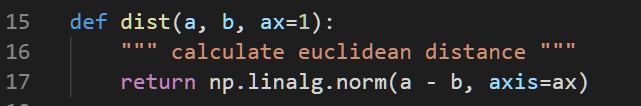 15 def dist(a, b, ax=1):
16 """ calculate euclidean distance """
17 return np.linalg.norm(a - b, axis=ax)